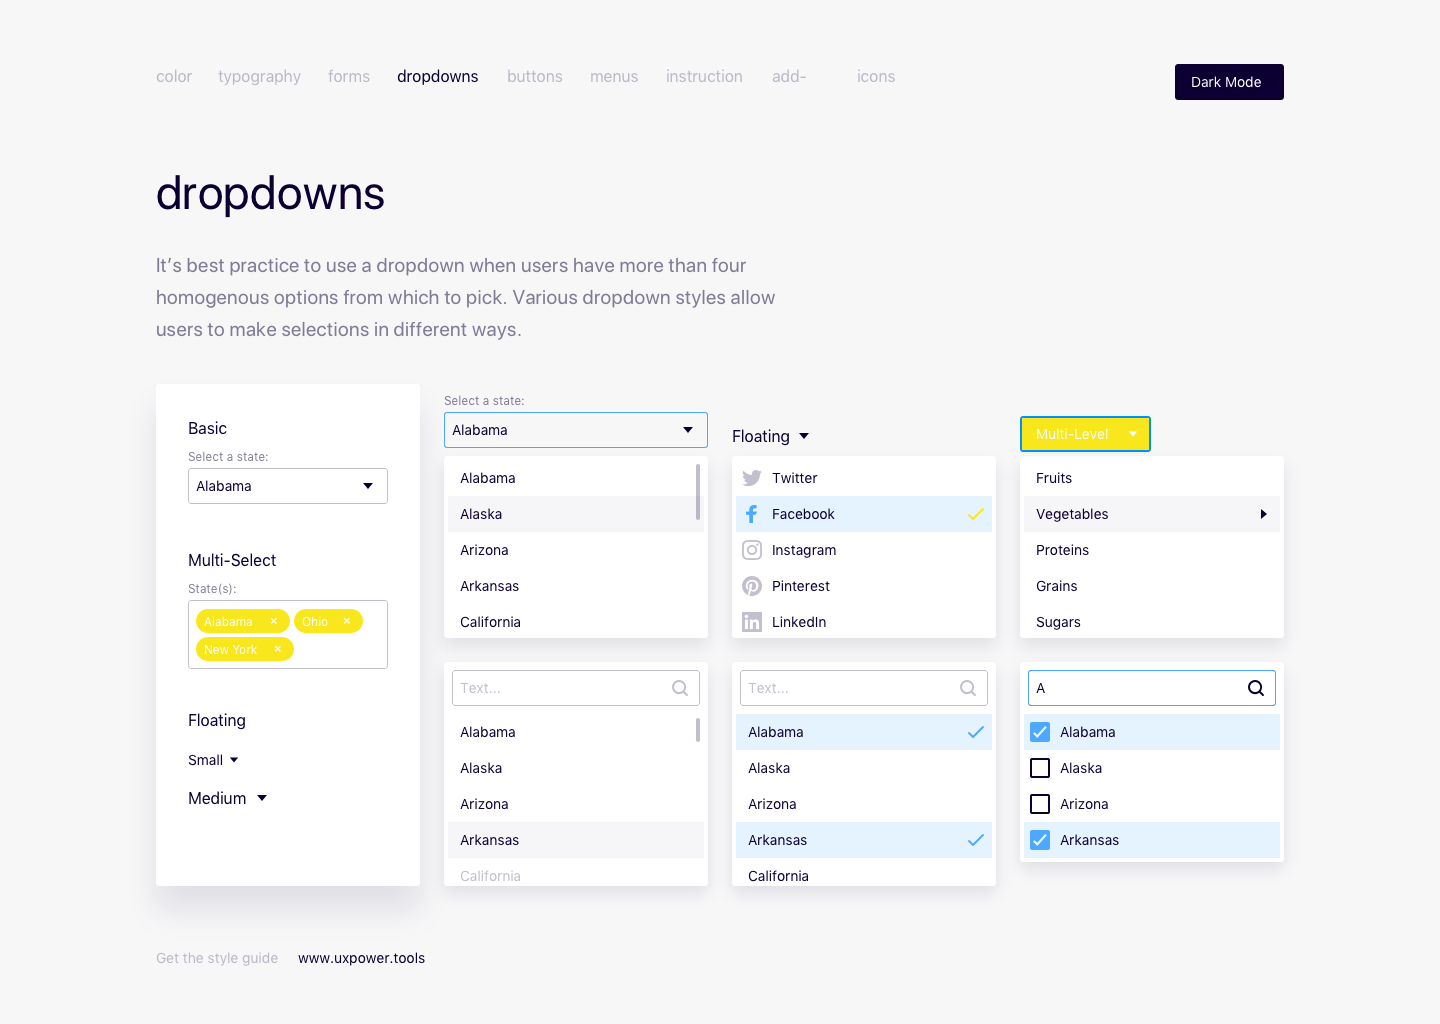 color typography forms dropdowns buttons menus instruction add- icons
Dark Mode
dropdowns
It’s best practice to use a dropdown when users have more than four
homogenous options from which to pick. Various dropdown styles allow
users to make selections in different ways.
Basic
Select a state:
Alabama
Multi-Select
State(s):
Alabama × Ohio ×
New York ×
Floating
Small
Medium
Select a state:
Alabama
Alabama
Alaska
Arizona
Arkansas
California
Floating
Twitter
Facebook
Instagram
Pinterest
LinkedIn
Multi-Level
Fruits
Vegetables
Proteins
Grains
Sugars
Text...
Alabama
Alaska
Arizona
Arkansas
California
Text...
Alabama
Alaska
Arizona
Arkansas
California
A
Alabama
Alaska
Arizona
Arkansas
Get the style guide www.uxpower.tools